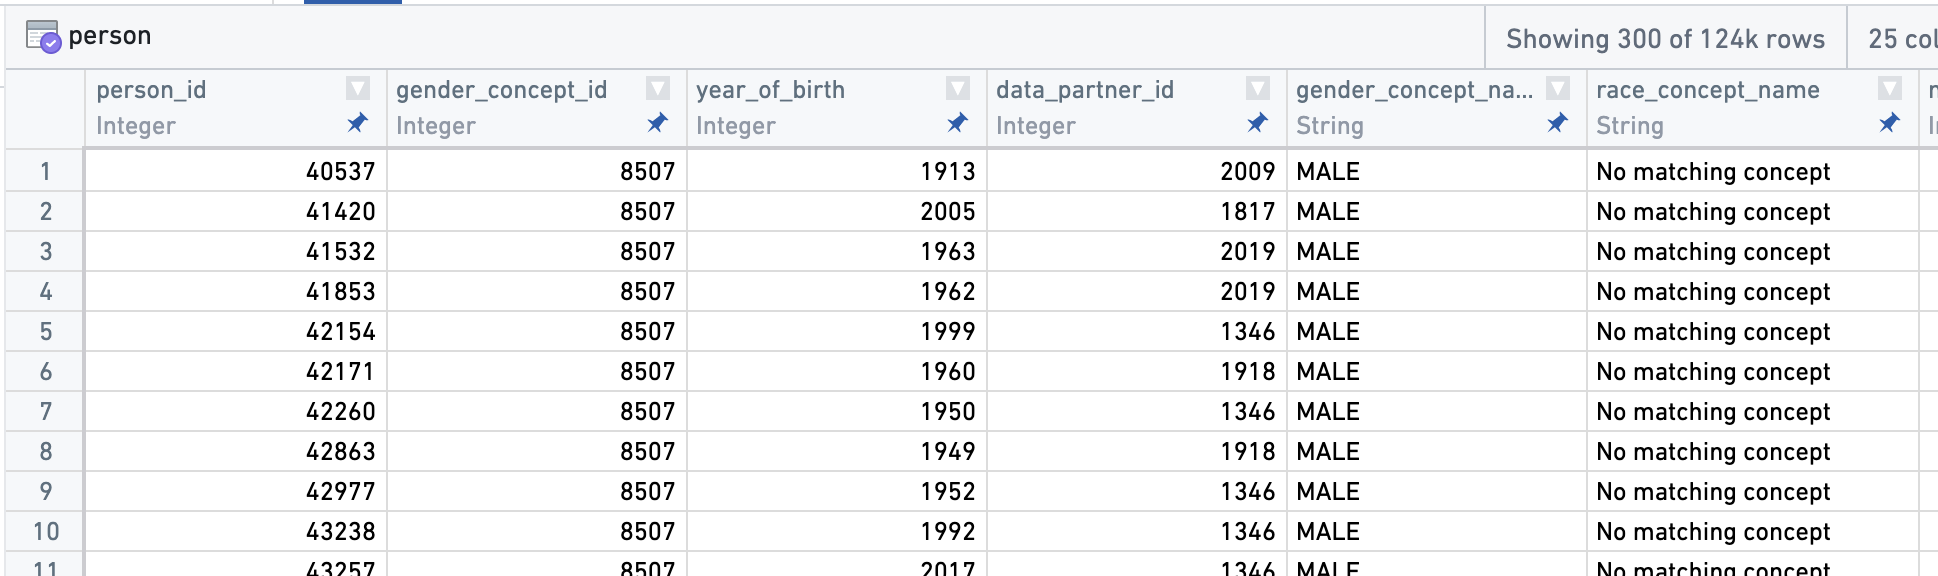 person
Showing 300 of 124k rows
25 col
person_id gender_concept_id year_of_birth data_partner_id gender_concept_na... race_concept_name
Integer Integer Integer Integer String String
1 40537 8507 1913 2009 MALE No matching concept
2 41420 8507 2005 1817 MALE No matching concept
3 41532 8507 1963 2019 MALE No matching concept
4 41853 8507 1962 2019 MALE No matching concept
5 42154 8507 1999 1346 MALE No matching concept
6 42171 8507 1960 1918 MALE No matching concept
7 42260 8507 1950 1346 MALE No matching concept
8 42863 8507 1949 1918 MALE No matching concept
9 42977 8507 1952 1346 MALE No matching concept
10 43238 8507 1992 1346 MALE No matching concept
11 43257 8507 2017 1346 MALE No matching concept